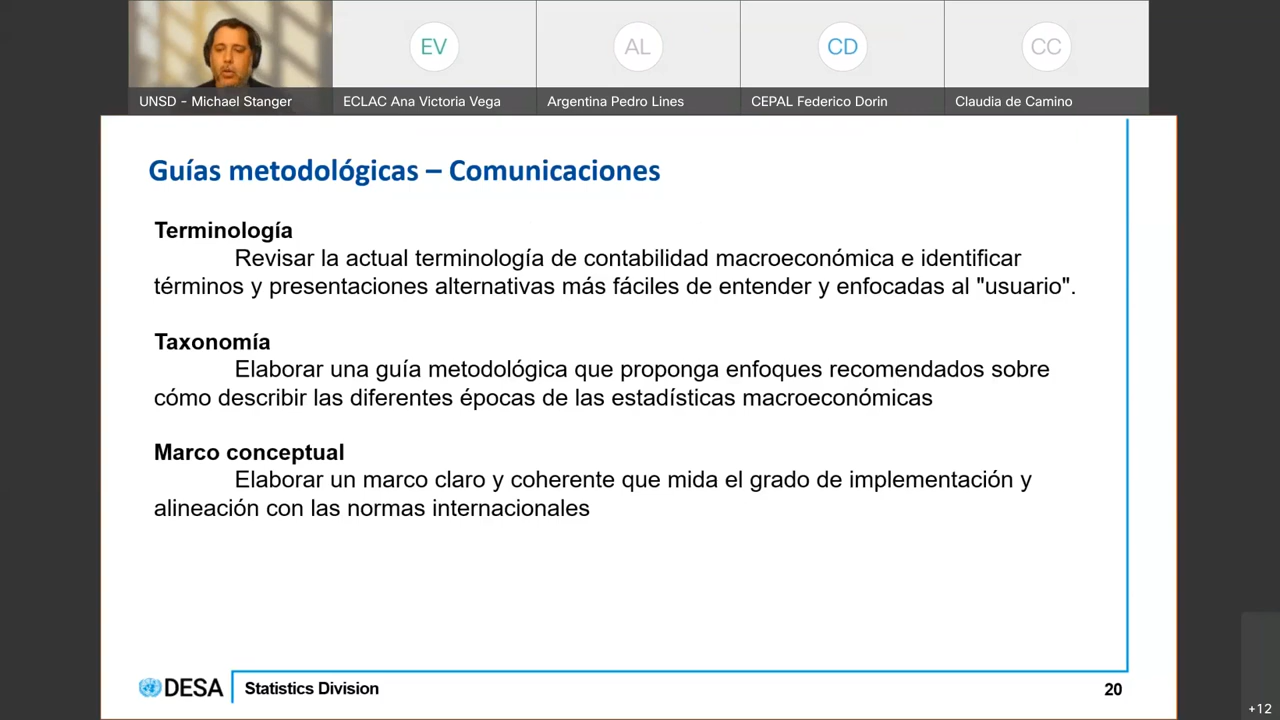 EV
AL
CD
CC
UNSD - Michael Stanger
ECLAC Ana Victoria Vega
Argentina Pedro Lines
CEPAL Federico Dorin
Claudia de Camino
Guías metodológicas – Comunicaciones
Terminología
Revisar la actual terminología de contabilidad macroeconómica e identificar
términos y presentaciones alternativas más fáciles de entender y enfocadas al "usuario".
Taxonomía
Elaborar una guía metodológica que proponga enfoques recomendados sobre
cómo describir las diferentes épocas de las estadísticas macroeconómicas
Marco conceptual
Elaborar un marco claro y coherente que mida el grado de implementación y
alineación con las normas internacionales
DESA
Statistics Division
20
+12